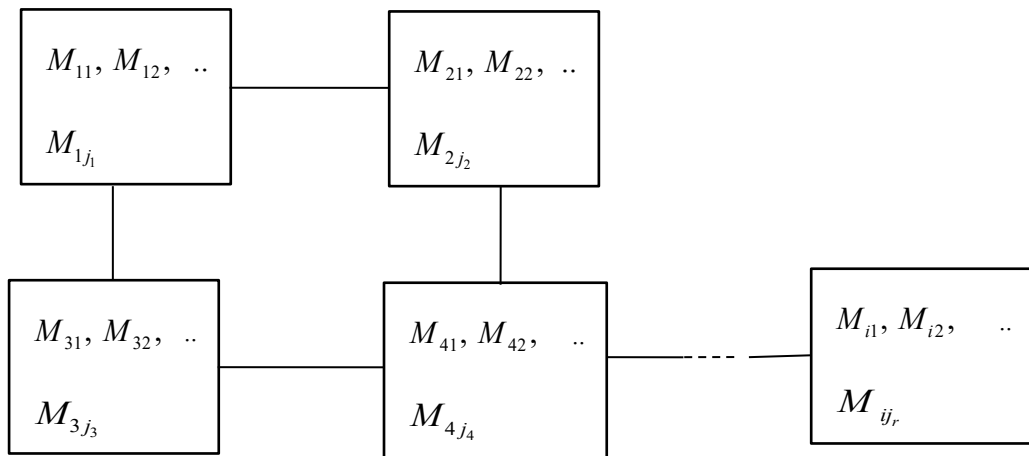 M₁₁, M₁₂, ..
M₁ⱼ₁
M₂₁, M₂₂, ..
M₂ⱼ₂
M₃₁, M₃₂, ..
M₃ⱼ₃
M₄₁, M₄₂, ..
M₄ⱼ₄
Mᵢ₁, Mᵢ₂, ..
Mᵢⱼᵣ